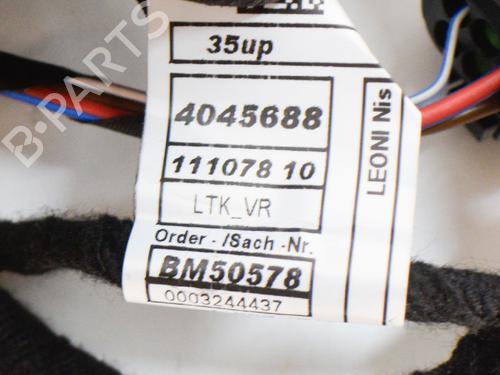 35up
4045688
111078 10
LTK_VR
Order - /Sach -Nr.
BM50578
0003244437
LEONI Nis
B-PARTS